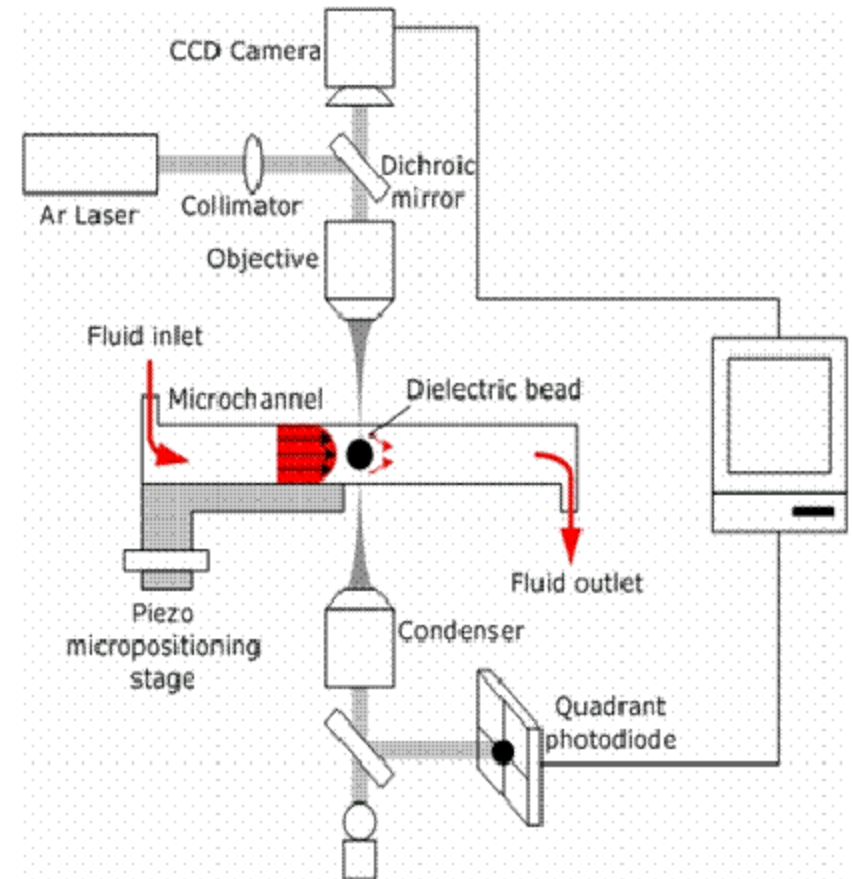 CCD Camera
Dichroic
mirror
Ar Laser
Collimator
Objective
Fluid inlet
Microchannel
Dielectric bead
Fluid outlet
Piezo
micropositioning
stage
Condenser
Quadrant
photodiode